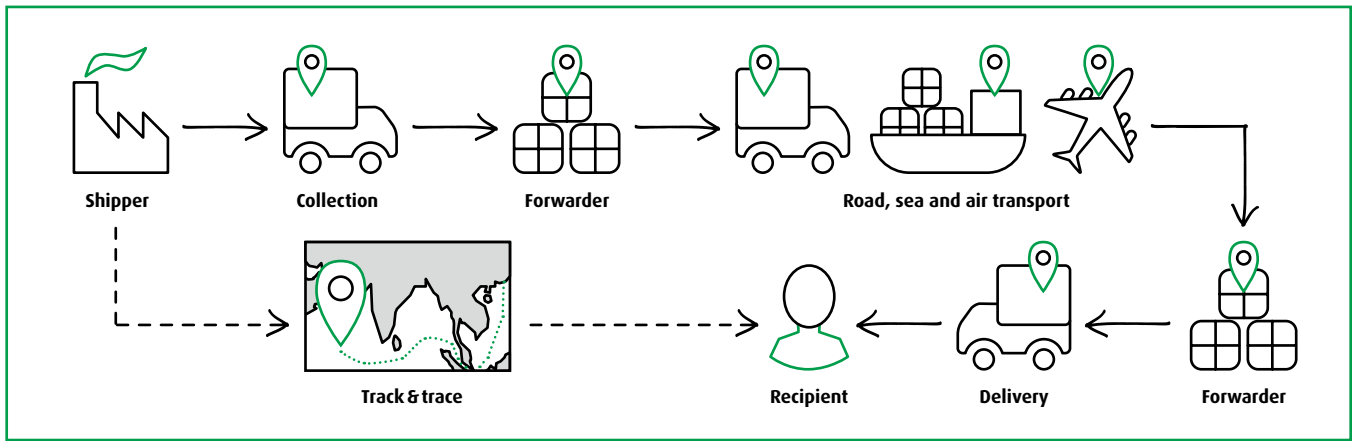 Shipper
Collection
Forwarder
Road, sea and air transport
Track & trace
Recipient
Delivery
Forwarder